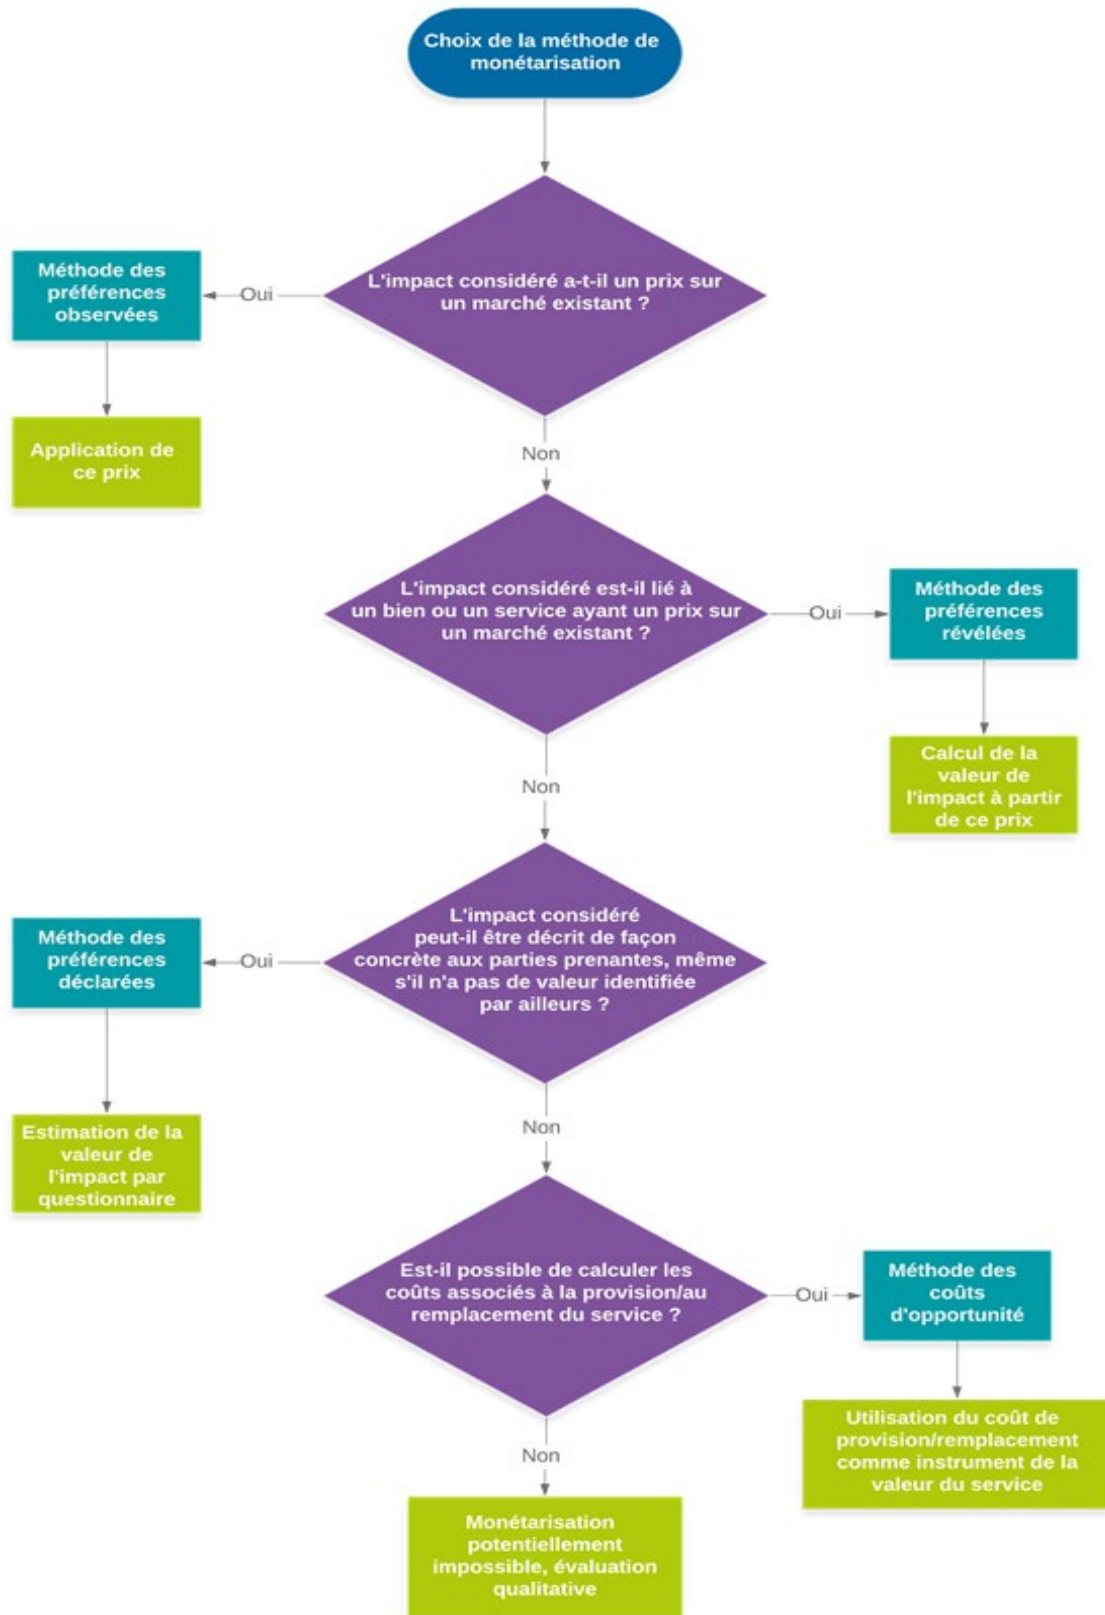 Choix de la méthode de
monétarisation
L'impact considéré a-t-il un prix sur
un marché existant ?
Oui
Méthode des
préférences
observées
Application de
ce prix
Non
L'impact considéré est-il lié à
un bien ou un service ayant un prix sur
un marché existant ?
Oui
Méthode des
préférences
révélées
Calcul de la
valeur de
l'impact à partir
de ce prix
Non
L'impact considéré
peut-il être décrit de façon
concrète aux parties prenantes, même
s'il n'a pas de valeur identifiée
par ailleurs ?
Oui
Méthode des
préférences
déclarées
Estimation de la
valeur de
l'impact par
questionnaire
Non
Est-il possible de calculer les
coûts associés à la provision/au
remplacement du service ?
Oui
Méthode des
coûts
d'opportunité
Utilisation du coût de
provision/remplacement
comme instrument de la
valeur du service
Non
Monétarisation
potentiellement
impossible, évaluation
qualitative